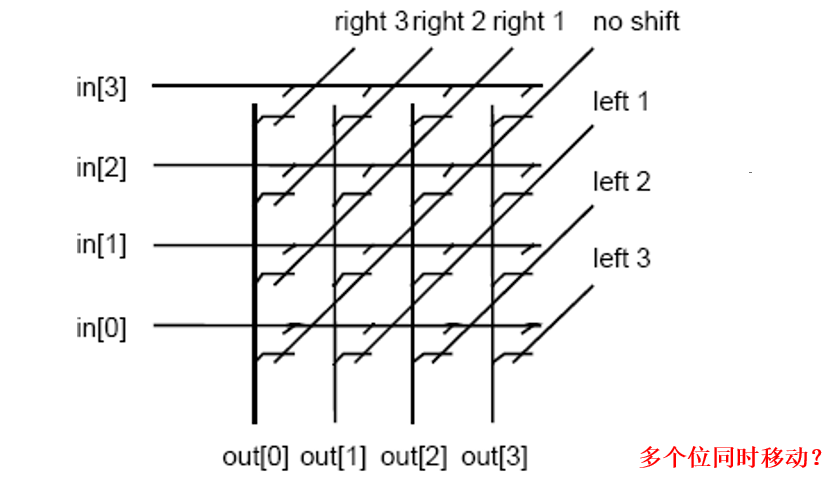 right 3 right 2 right 1 no shift
in[3]
left 1
in[2]
left 2
in[1]
left 3
in[0]
out[0] out[1] out[2] out[3]
多个位同时移动？